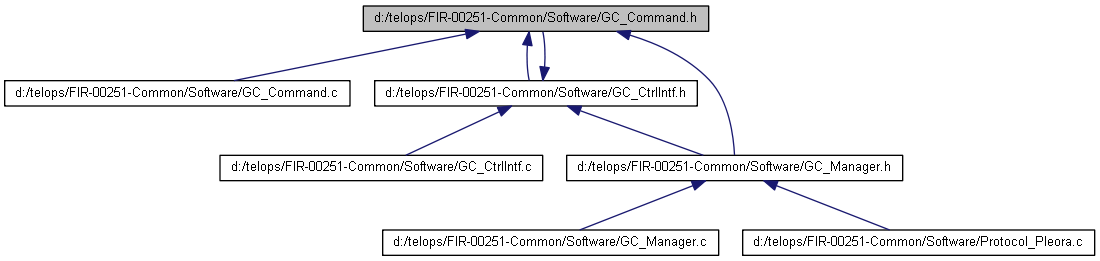 d:/telops/FIR-00251-Common/Software/GC_Command.h
d:/telops/FIR-00251-Common/Software/GC_Command.c
d:/telops/FIR-00251-Common/Software/GC_CtrlIntf.h
d:/telops/FIR-00251-Common/Software/GC_CtrlIntf.c
d:/telops/FIR-00251-Common/Software/GC_Manager.h
d:/telops/FIR-00251-Common/Software/GC_Manager.c
d:/telops/FIR-00251-Common/Software/Protocol_Pleora.c